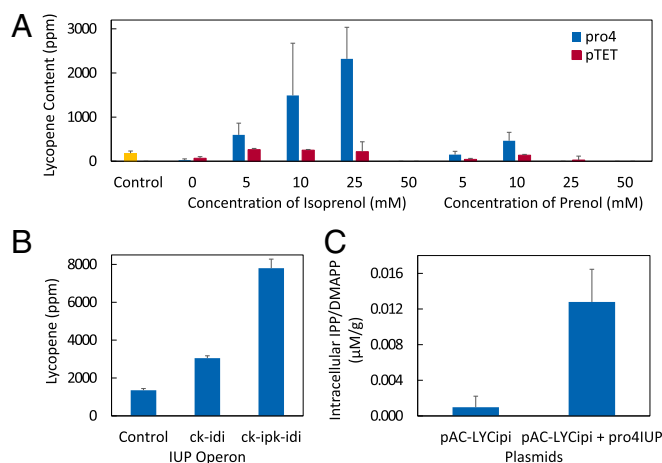 A
Lycopene Content (ppm)
3000
2000
1000
0
pro4
pTET
Control 0 5 10 25 50 5 10 25 50
Concentration of Isoprenol (mM) Concentration of Prenol (mM)
B
Lycopene (ppm)
8000
6000
4000
2000
0
Control ck-idi ck-ipk-idi
IUP Operon
C
Intracellular IPP/DMAPP
(μM/g)
0.016
0.012
0.008
0.004
0.000
pAC-LYCipi pAC-LYCipi + pro4IUP
Plasmids